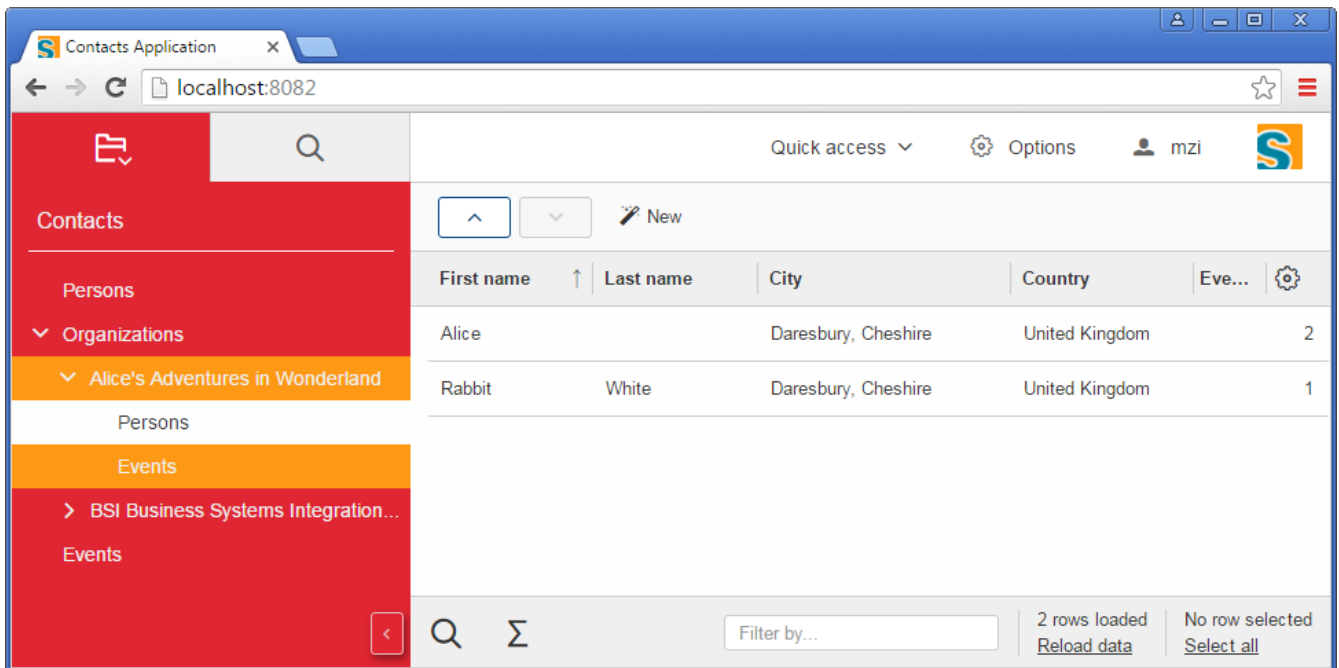 Contacts Application
localhost:8082
Quick access
Options
mzi
Contacts
New
First name
Last name
City
Country
Eve...
Persons
Organizations
Alice's Adventures in Wonderland
Persons
Events
BSI Business Systems Integration...
Events
Alice Daresbury, Cheshire United Kingdom 2
Rabbit White Daresbury, Cheshire United Kingdom 1
Σ
Filter by...
2 rows loaded
Reload data
No row selected
Select all